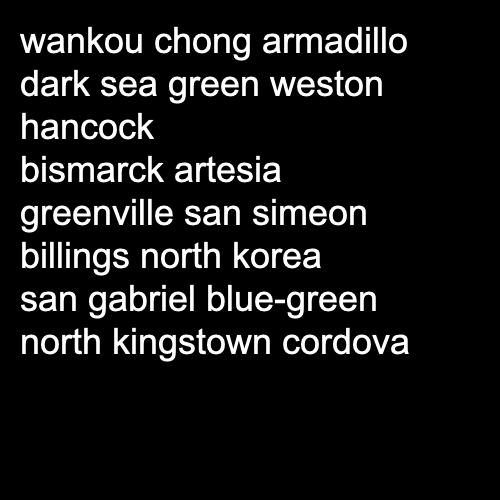 wankou chong armadillo
dark sea green weston
hancock
bismarck artesia
greenville san simeon
billings north korea
san gabriel blue-green
north kingstown cordova